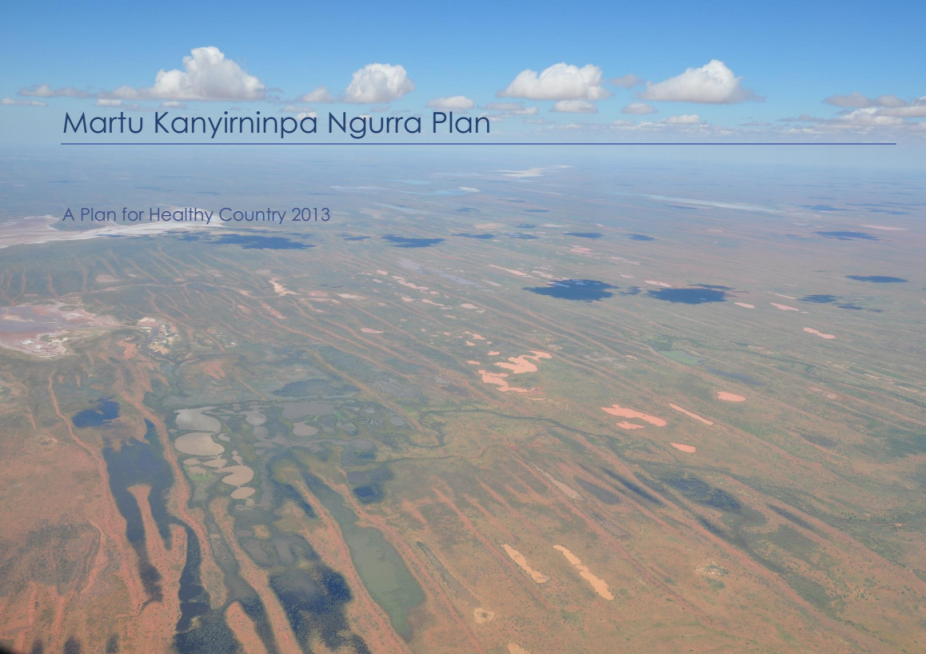 Martu Kanyirninpa Ngurra Plan
A Plan for Healthy Country 2013